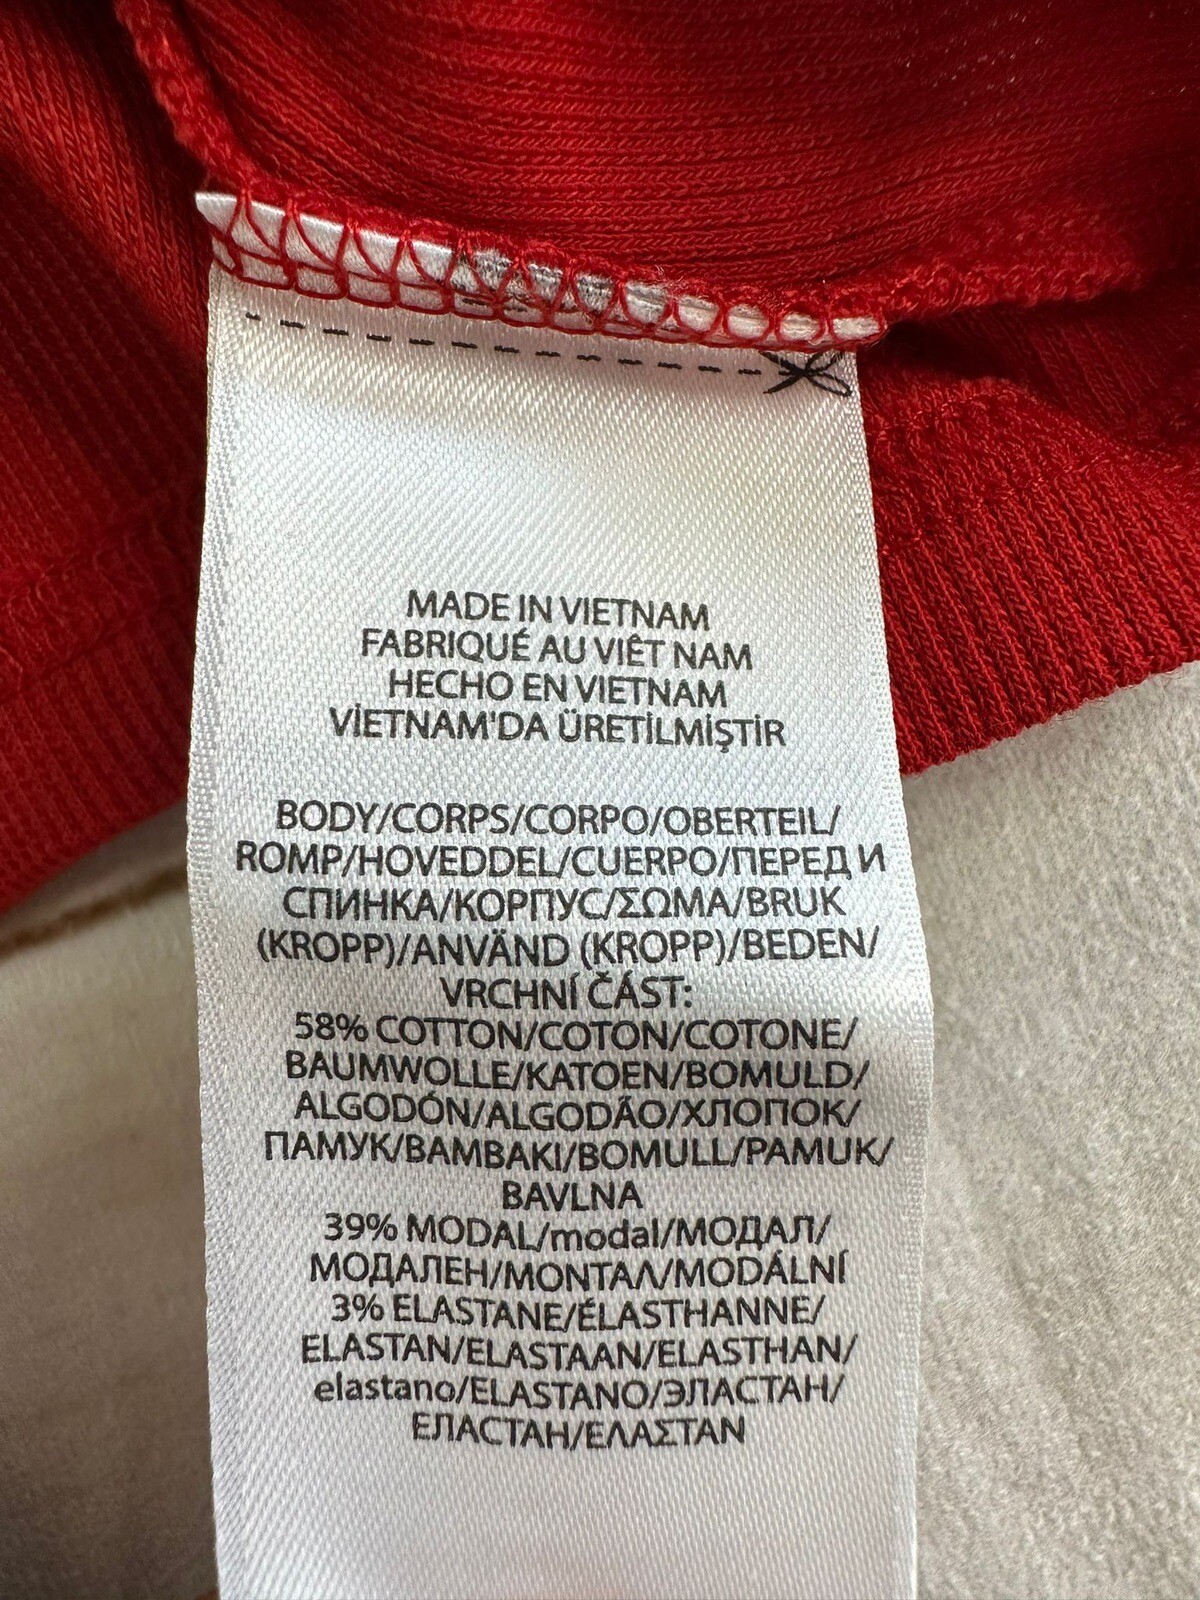 MADE IN VIETNAM
FABRIQUÉ AU VIÊT NAM
HECHO EN VIETNAM
VİETNAM'DA ÜRETİLMİŞTİR
BODY/CORPS/CORPO/OBERTEIL/
ROMP/HOVEDDEL/CUERPO/ПЕРЕД И
СПИНКА/КОРПУС/ΣΩΜΑ/BRUK
(KROPP)/ANVÄND (KROPP)/BEDEN/
VRCHNÍ ČÁST:
58% COTTON/COTON/COTONE/
BAUMWOLLE/KATOEN/BOMULD/
ALGODÓN/ALGODÃO/ХЛОПОК/
ПАМУК/ΒΑΜΒΑΚΙ/BOMULL/PAMUK/
BAVLNA
39% MODAL/modal/МОДАЛ/
МОДАЛЕН/ΜΟΝΤΑΛ/MODÁLNÍ
3% ELASTANE/ÉLASTHANNE/
ELASTAN/ELASTAAN/ELASTHAN/
elastano/ELASTANO/ЭЛАСТАН/
ЕЛАСТАН/ΕΛΑΣΤΑΝ